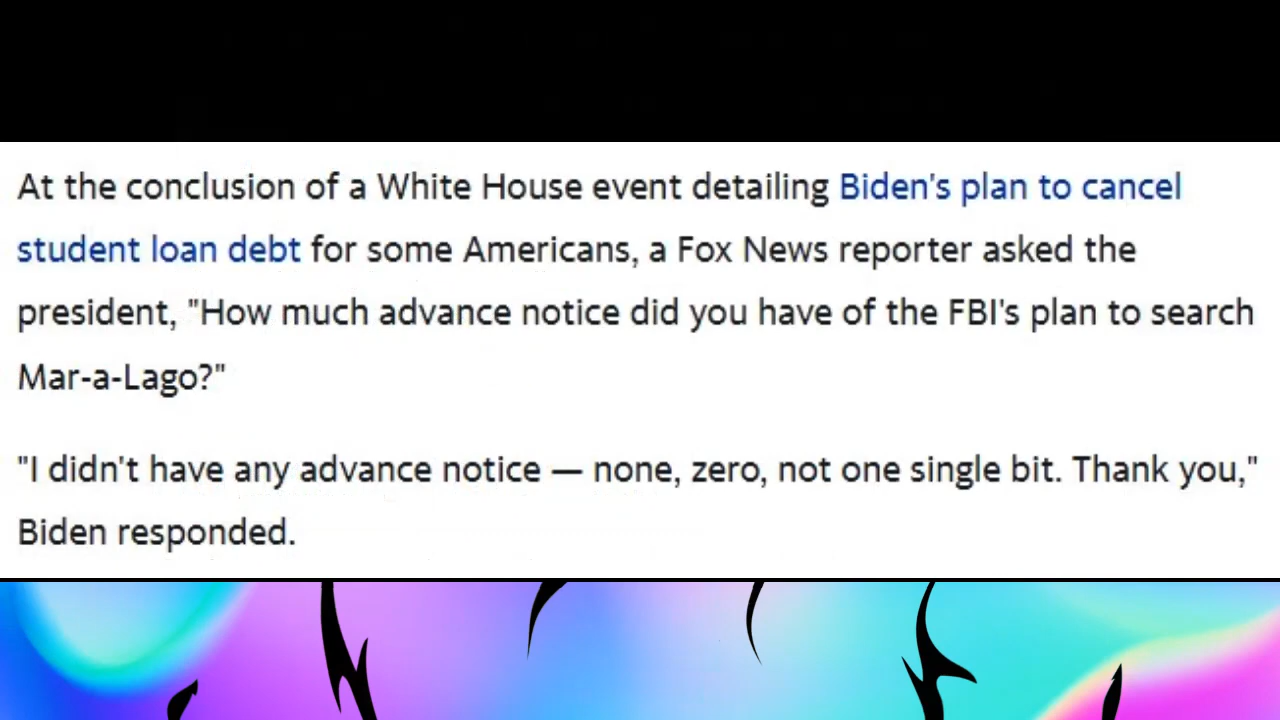 At the conclusion of a White House event detailing Biden's plan to cancel
student loan debt for some Americans, a Fox News reporter asked the
president, "How much advance notice did you have of the FBI's plan to search
Mar-a-Lago?"
"I didn't have any advance notice — none, zero, not one single bit. Thank you,"
Biden responded.